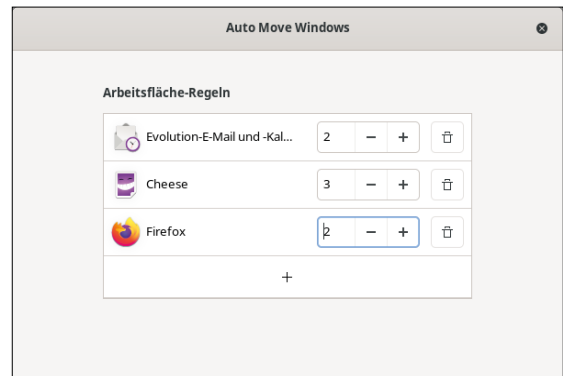 Auto Move Windows
Arbeitsfläche-Regeln
Evolution-E-Mail und -Kal... 2 − +
Cheese 3 − +
Firefox 2 − +
+